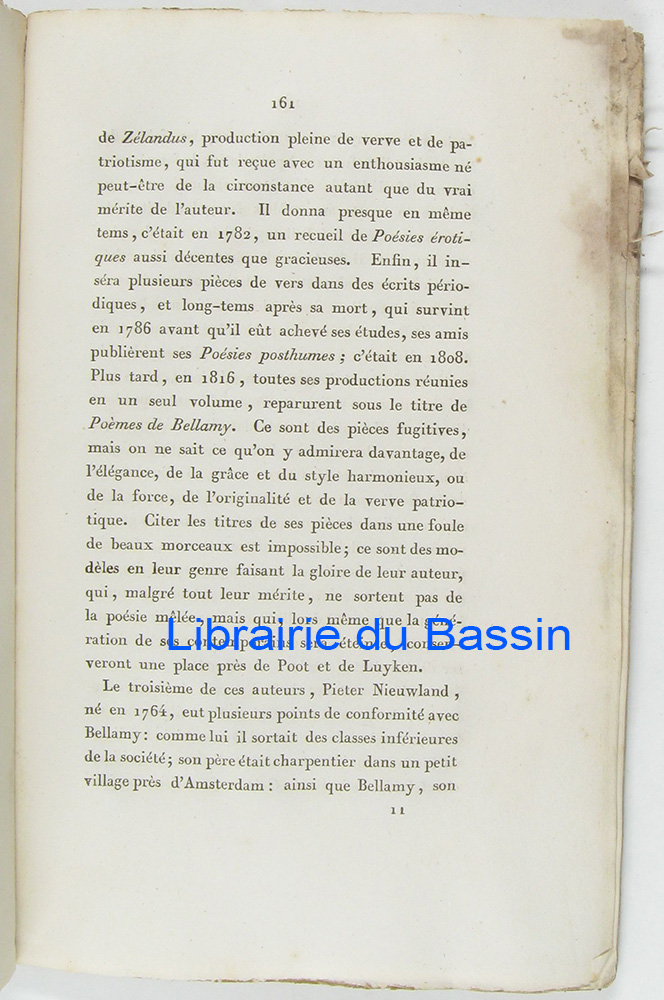 161
de Zélandus, production pleine de verve et de pa-
triotisme, qui fut reçue avec un enthousiasme né
peut-être de la circonstance autant que du vrai
mérite de l'auteur. Il donna presque en même
tems, c'était en 1782, un recueil de Poésies éroti-
ques aussi décentes que gracieuses. Enfin, il in-
séra plusieurs pièces de vers dans des écrits pério-
diques, et long-tems après sa mort, qui survint
en 1786 avant qu'il eût achevé ses études, ses amis
publièrent ses Poésies posthumes; c'était en 1808.
Plus tard, en 1816, toutes ses productions réunies
en un seul volume, reparurent sous le titre de
Poèmes de Bellamy. Ce sont des pièces fugitives,
mais on ne sait ce qu'on y admirera davantage, de
l'élégance, de la grâce et du style harmonieux, ou
de la force, de l'originalité et de la verve patrio-
tique. Citer les titres de ses pièces dans une foule
de beaux morceaux est impossible; ce sont des mo-
dèles en leur genre faisant la gloire de leur auteur,
qui, malgré tout leur mérite, ne sortent pas de
la poésie mêlée, mais qui, lors même que la géné-
Librairie du Bassin
ration de ses contemporains sera éteinte, conser-
veront une place près de Poot et de Luyken.
Le troisième de ces auteurs, Pieter Nieuwland,
né en 1764, eut plusieurs points de conformité avec
Bellamy: comme lui il sortait des classes inférieures
de la société; son père était charpentier dans un petit
village près d'Amsterdam: ainsi que Bellamy, son
11